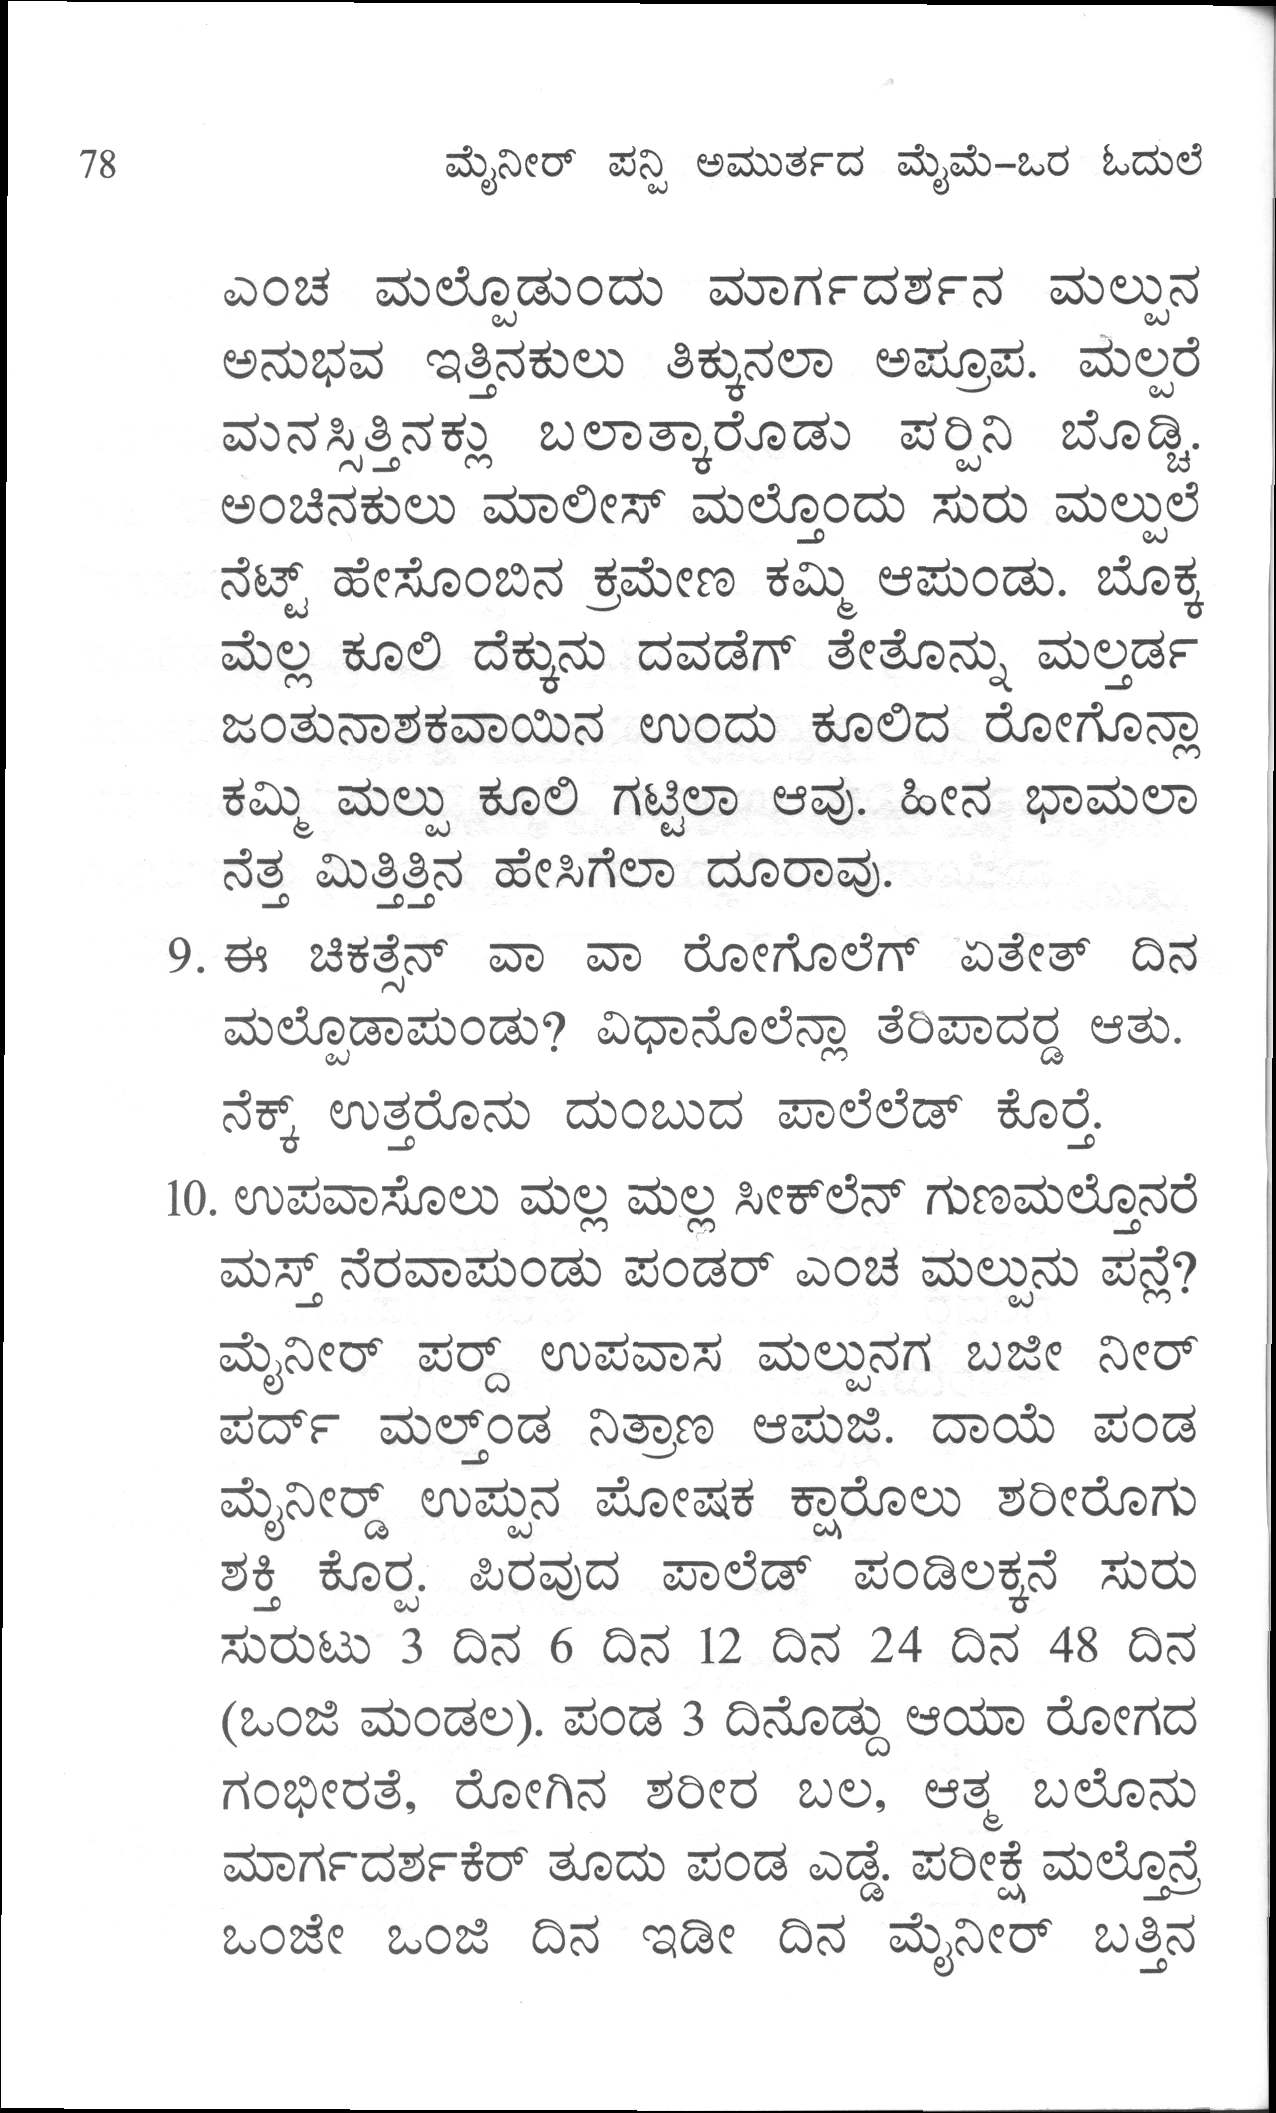 78 ಮೈನೀರ್ ಪನ್ಪಿ ಅಮುರ್ತದ ಮೈಮೆ-ಒರ ಓದುಲೆ
ಎಂಚ ಮಲ್ಪೊಡುಂದು ಮಾರ್ಗದರ್ಶನ ಮಲ್ಪುನ
ಅನುಭವ ಇತ್ತಿನಕುಲು ತಿಕ್ಕುನಲಾ ಅಪ್ರೂಪ. ಮಲ್ಪರೆ
ಮನಸ್ಸಿತ್ತಿನಕ್ಲು ಬಲಾತ್ಕಾರೊಡು ಪರ‍್ಪಿನಿ ಬೊಡ್ಚಿ.
ಅಂಚಿನಕುಲು ಮಾಲೀಸ್ ಮಲ್ತೊಂದು ಸುರು ಮಲ್ಪುಲೆ
ನೆಟ್ಟ್ ಹೇಸೊಂಬಿನ ಕ್ರಮೇಣ ಕಮ್ಮಿ ಆಪುಂಡು. ಬೊಕ್ಕ
ಮೆಲ್ಲ ಕೂಲಿ ದೆಕ್ಕುನು ದವಡೆಗ್ ತೇತೊನ್ನು ಮಲ್ತರ್ಡ
ಜಂತುನಾಶಕವಾಯಿನ ಉಂದು ಕೂಲಿದ ರೋಗೊನ್ಲಾ
ಕಮ್ಮಿ ಮಲ್ಪು ಕೂಲಿ ಗಟ್ಟಿಲಾ ಆವು. ಹೀನ ಭಾಮಲಾ
ನೆತ್ತ ಮಿತ್ತಿತ್ತಿನ ಹೇಸಿಗೆಲಾ ದೂರಾವು.
9. ಈ ಚಿಕತ್ಸೆನ್ ವಾ ವಾ ರೋಗೊಲೆಗ್ ಏತೇತ್ ದಿನ
ಮಲ್ಪೊಡಾಪುಂಡು? ವಿಧಾನೊಲೆನ್ಲಾ ತೆರಿಪಾದರ‍್ಡ ಆತು.
ನೆಕ್ಕ್ ಉತ್ತರೊನು ದುಂಬುದ ಪಾಲೆಲೆಡ್ ಕೊರ‍್ತೆ.
10. ಉಪವಾಸೊಲು ಮಲ್ಲ ಮಲ್ಲ ಸೀಕ್‌ಲೆನ್ ಗುಣಮಲ್ತೊನರೆ
ಮಸ್ತ್ ನೆರವಾಪುಂಡು ಪಂಡರ್ ಎಂಚ ಮಲ್ಪುನು ಪನ್ಲೆ?
ಮೈನೀರ್ ಪರ‍್ದ್ ಉಪವಾಸ ಮಲ್ಪುನಗ ಬಜೀ ನೀರ್
ಪರ್ದ್ ಮಲ್ತ್ಂಡ ನಿತ್ರಾಣ ಆಪುಜಿ. ದಾಯೆ ಪಂಡ
ಮೈನೀರ‍್ಡ್ ಉಪ್ಪುನ ಪೋಷಕ ಕ್ಷಾರೊಲು ಶರೀರೊಗು
ಶಕ್ತಿ ಕೊರ‍್ಪ. ಪಿರವುದ ಪಾಲೆಡ್ ಪಂಡಿಲಕ್ಕನೆ ಸುರು
ಸುರುಟು 3 ದಿನ 6 ದಿನ 12 ದಿನ 24 ದಿನ 48 ದಿನ
(ಒಂಜಿ ಮಂಡಲ). ಪಂಡ 3 ದಿನೊಡ್ದು ಆಯಾ ರೋಗದ
ಗಂಭೀರತೆ, ರೋಗಿನ ಶರೀರ ಬಲ, ಆತ್ಮ ಬಲೊನು
ಮಾರ್ಗದರ್ಶಕೆರ್ ತೂದು ಪಂಡ ಎಡ್ಡೆ. ಪರೀಕ್ಷೆ ಮಲ್ತೊನ್ರೆ
ಒಂಜೇ ಒಂಜಿ ದಿನ ಇಡೀ ದಿನ ಮೈನೀರ್ ಬತ್ತಿನ